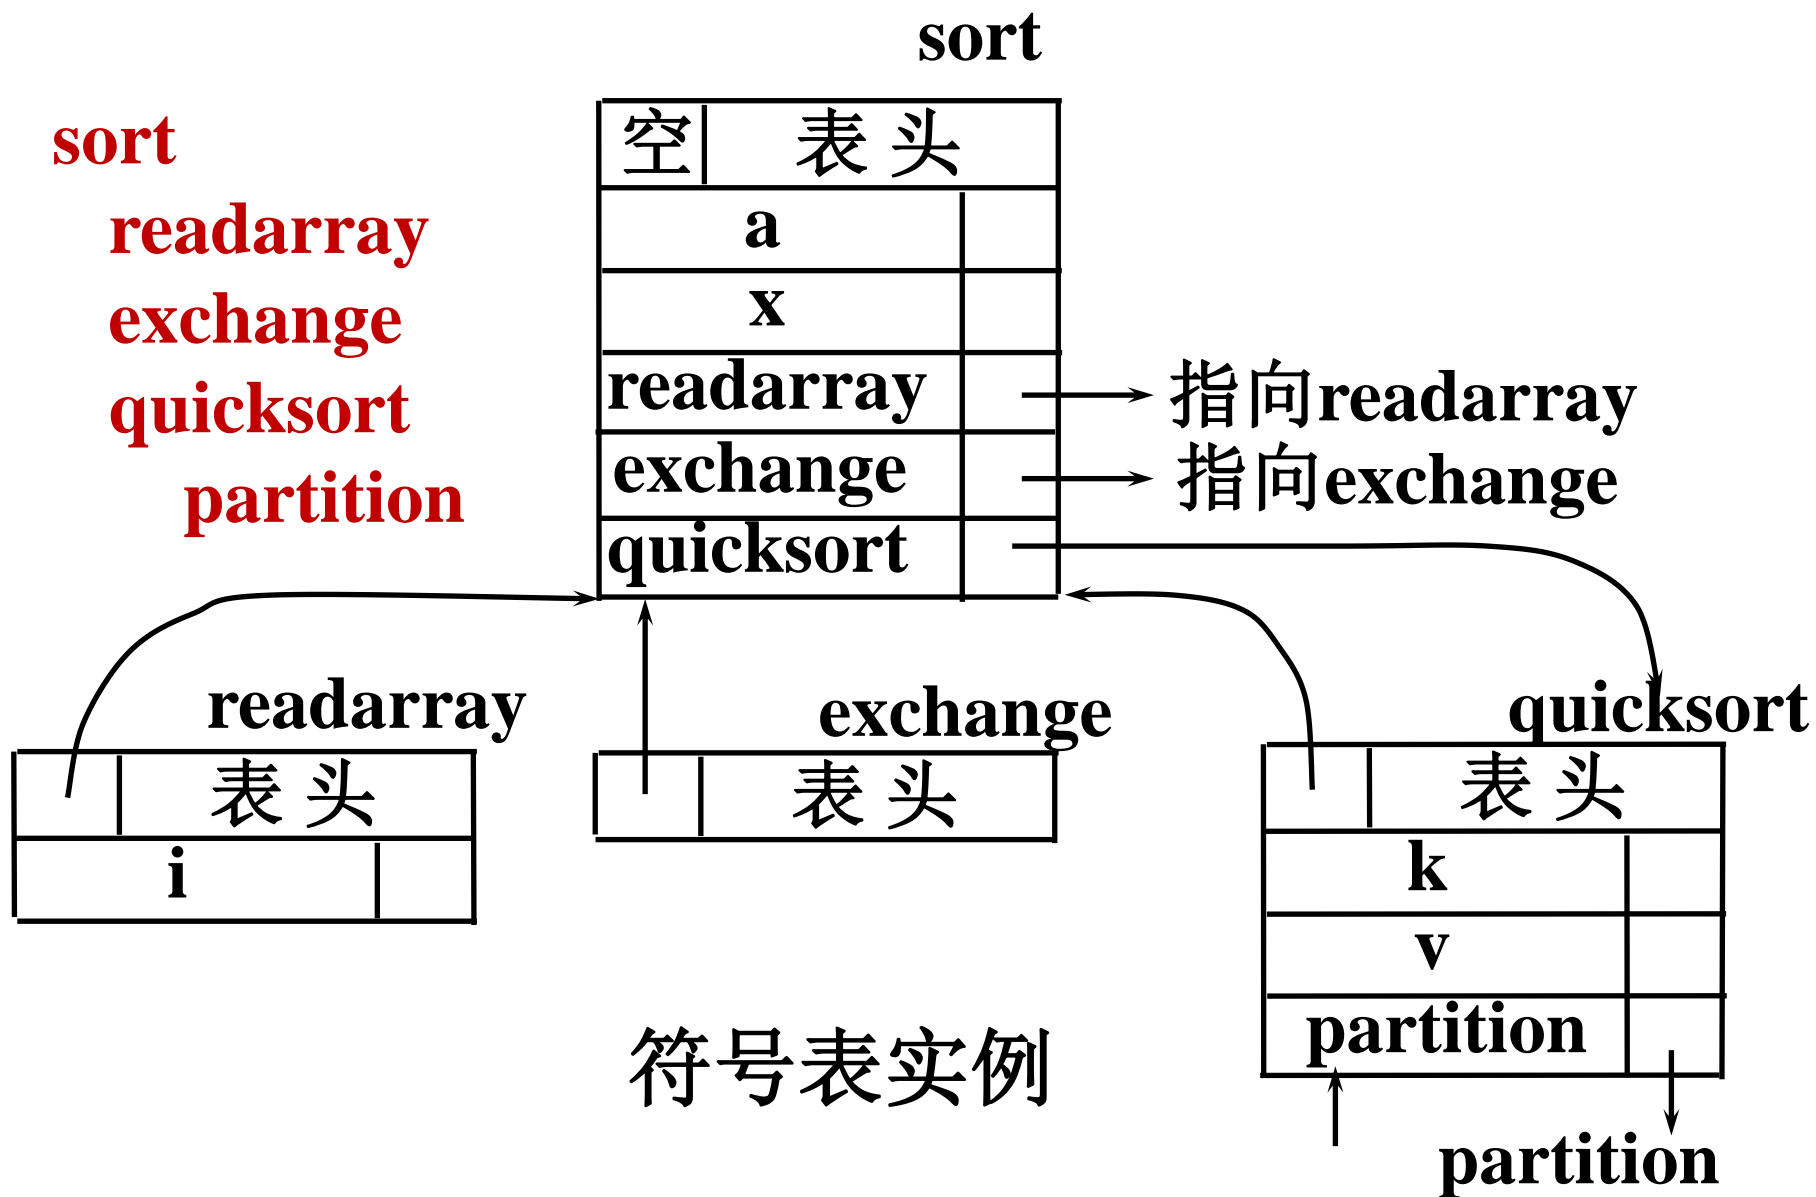 sort
sort
readarray
exchange
quicksort
partition
空 表 头
a
x
readarray
指向readarray
exchange
指向exchange
quicksort
readarray
表 头
i
exchange
表 头
quicksort
表 头
k
v
partition
partition
符号表实例